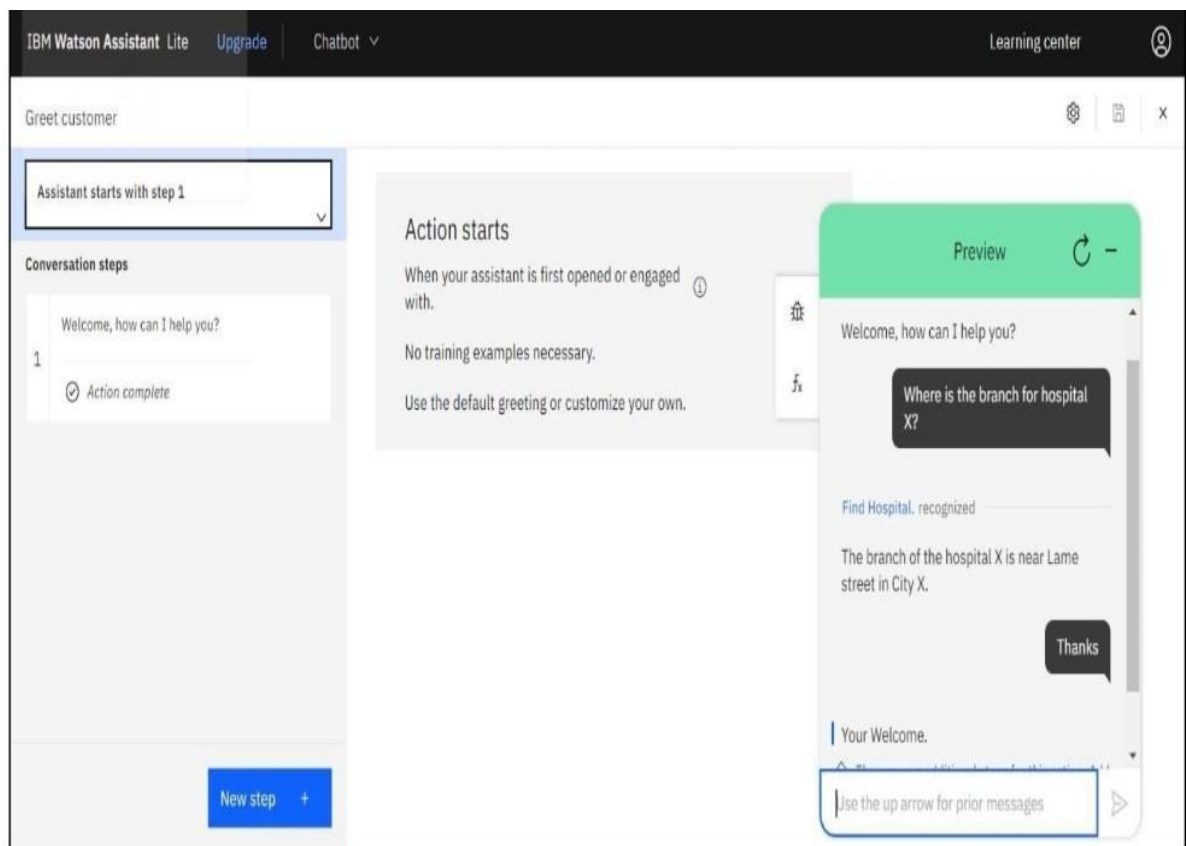 IBM Watson Assistant Lite Upgrade Chatbot Learning center
Greet customer
Assistant starts with step 1
Conversation steps
1
Welcome, how can I help you?
Action complete
New step +
Action starts
When your assistant is first opened or engaged
with.
No training examples necessary.
Use the default greeting or customize your own.
fx
Preview
Welcome, how can I help you?
Where is the branch for hospital
X?
Find Hospital. recognized
The branch of the hospital X is near Lame
street in City X.
Thanks
Your Welcome.
Use the up arrow for prior messages